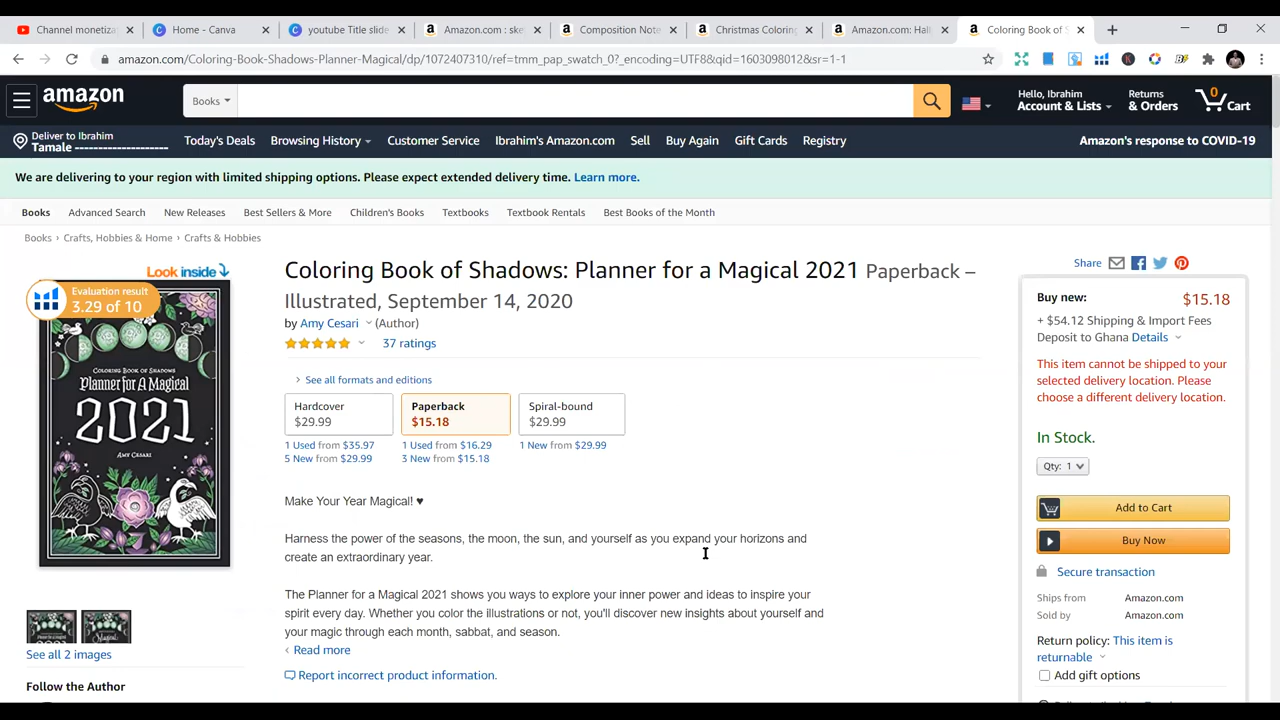 Channel monetiza
Home - Canva
youtube Title slide
Amazon.com : ske
Composition Note
Christmas Coloring
Amazon.com: Hall
Coloring Book of S
amazon.com/Coloring-Book-Shadows
dp/1072607310/ref=tmm_pap_swatch_0?_encoding=UTF8&qid=1603098012&sr=1-1
amazon
Books
Hello, Ibrahim
Account & Lists
Returns
& Orders
0
Cart
Deliver to Ibrahim
Tamale --------------------
Today's Deals
Browsing History
Customer Service
Ibrahim's Amazon.com
Sell
Buy Again
Gift Cards
Registry
Amazon's response to COVID-19
We are delivering to your region with limited shipping options. Please expect extended delivery time. Learn more.
Books
Advanced Search
New Releases
Best Sellers & More
Children's Books
Textbooks
Textbook Rentals
Best Books of the Month
Books › Crafts, Hobbies & Home › Crafts & Hobbies
Look inside
Evaluation result
3.29 of 10
COLORING BOOK OF SHADOWS
Planner for A Magical
2021
AMY CESARI
See all 2 images
Follow the Author
Coloring Book of Shadows: Planner for a Magical 2021 Paperback –
Illustrated, September 14, 2020
by Amy Cesari (Author)
37 ratings
› See all formats and editions
Hardcover
$29.99
Paperback
$15.18
Spiral-bound
$29.99
1 Used from $35.97
5 New from $29.99
1 Used from $16.29
3 New from $15.18
1 New from $29.99
Make Your Year Magical! ♥
Harness the power of the seasons, the moon, the sun, and yourself as you expand your horizons and
create an extraordinary year.
The Planner for a Magical 2021 shows you ways to explore your inner power and ideas to inspire your
spirit every day. Whether you color the illustrations or not, you'll discover new insights about yourself and
your magic through each month, sabbat, and season.
‹ Read more
Report incorrect product information.
Share
Buy new:
$15.18
+ $54.12 Shipping & Import Fees
Deposit to Ghana Details
This item cannot be shipped to your
selected delivery location. Please
choose a different delivery location.
In Stock.
Qty: 1
Add to Cart
Buy Now
Secure transaction
Ships from Amazon.com
Sold by Amazon.com
Return policy: This item is
returnable
Add gift options